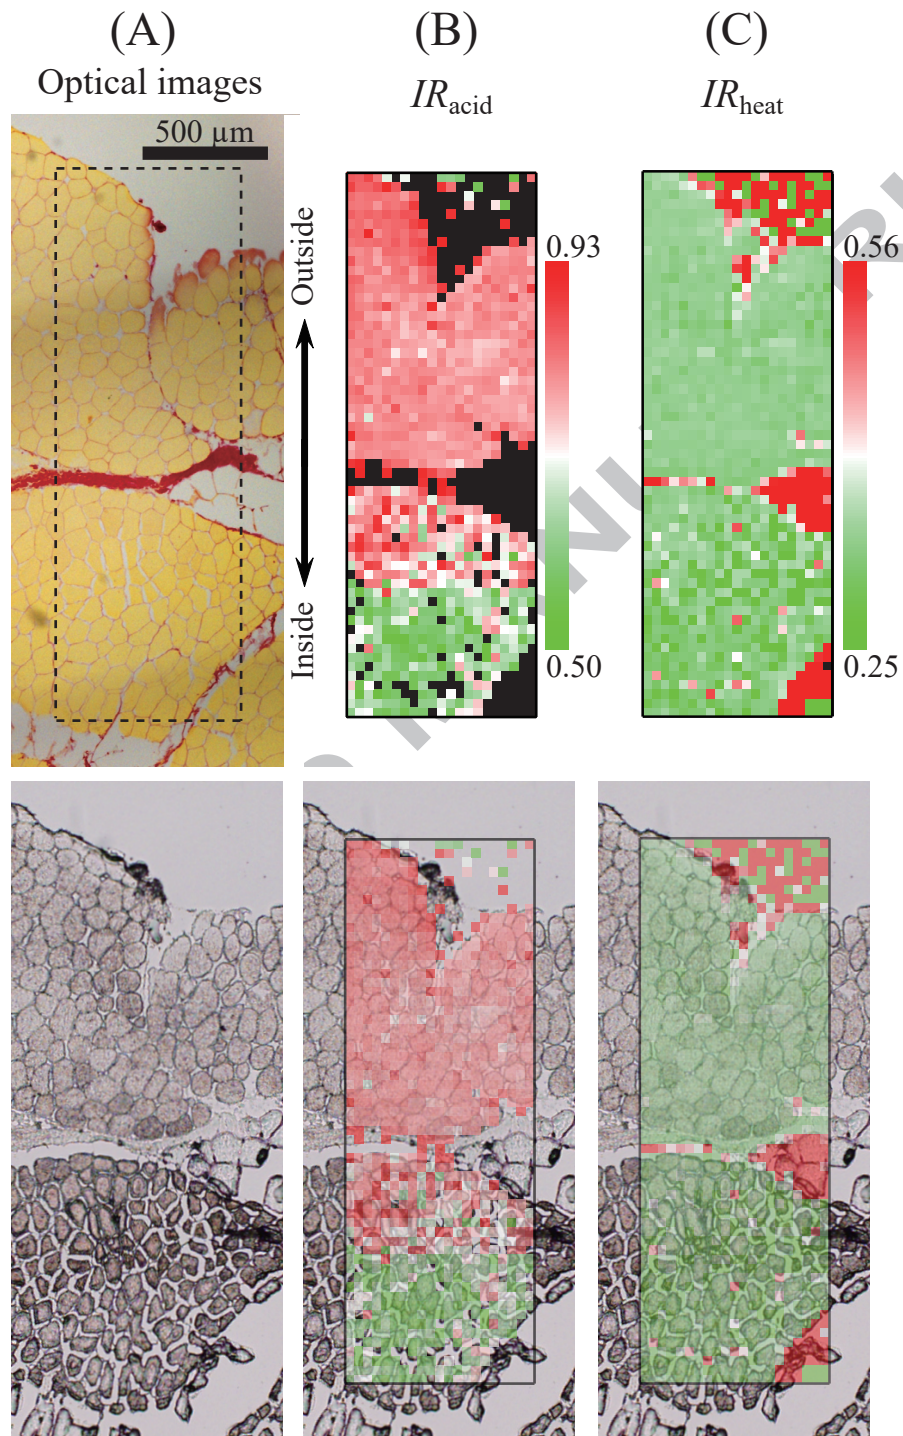 (A) (B) (C)
Optical images IRacid IRheat
500 µm
Outside
Inside
0.93
0.50
0.56
0.25